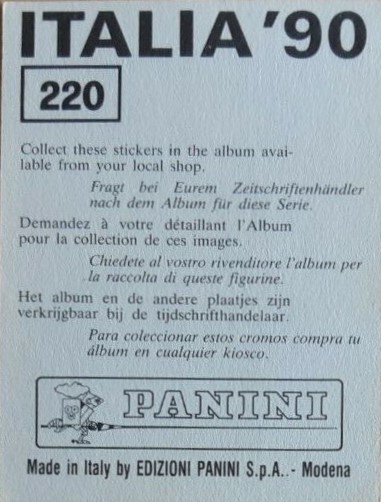 ITALIA '90
220
Collect these stickers in the album avai-
lable from your local shop.
Fragt bei Eurem Zeitschriftenhändler
nach dem Album für diese Serie.
Demandez à votre détaillant l'Album
pour la collection de ces images.
Chiedete al vostro rivenditore l'album per
la raccolta di queste figurine.
Het album en de andere plaatjes zijn
verkrijgbaar bij de tijdschrifthandelaar.
Para coleccionar estos cromos compra tu
álbum en cualquier kiosco.
PANINI
Made in Italy by EDIZIONI PANINI S.p.A.. - Modena